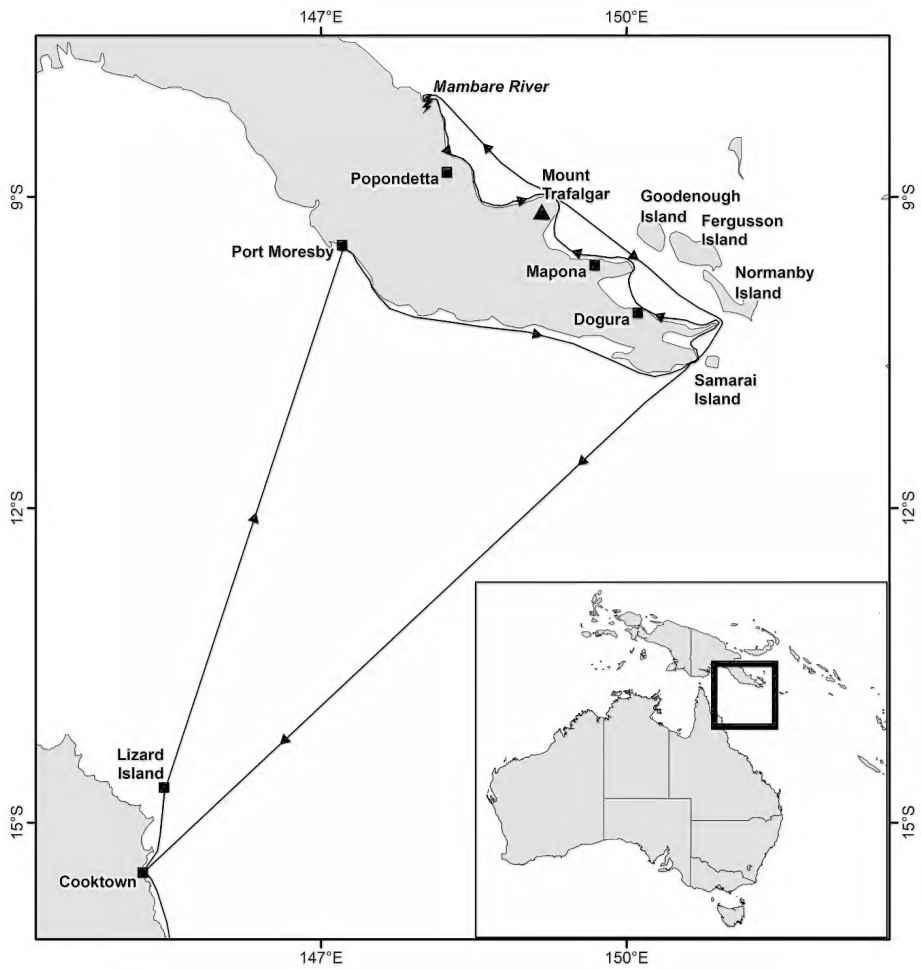 147°E
150°E
Mambare River
Popondetta
Mount
Trafalgar
Goodenough
Island
Fergusson
Island
9°S
9°S
Port Moresby
Mapona
Normanby
Island
Dogura
Samarai
Island
12°S
12°S
Lizard
Island
15°S
15°S
Cooktown
147°E
150°E